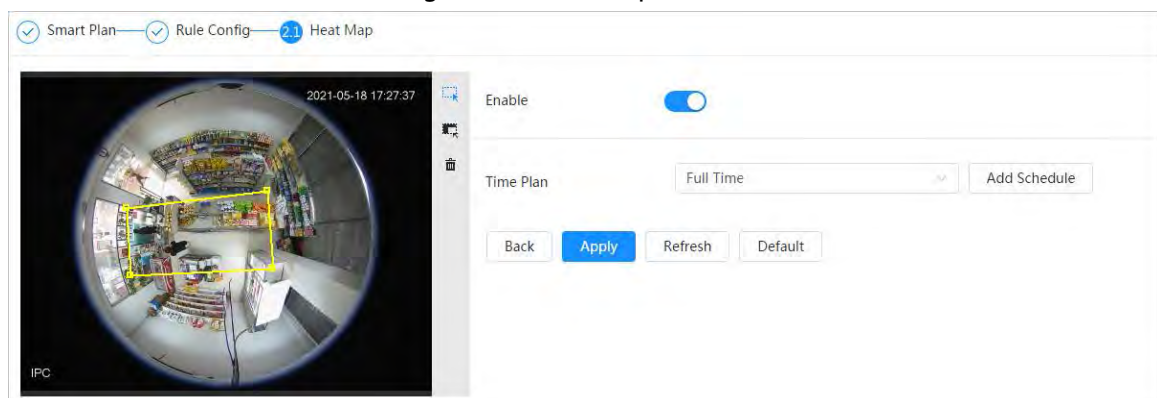 Smart Plan Rule Config 2.1 Heat Map
2021-05-18 17:27:37
Enable
Time Plan Full Time Add Schedule
Back Apply Refresh Default
IPC